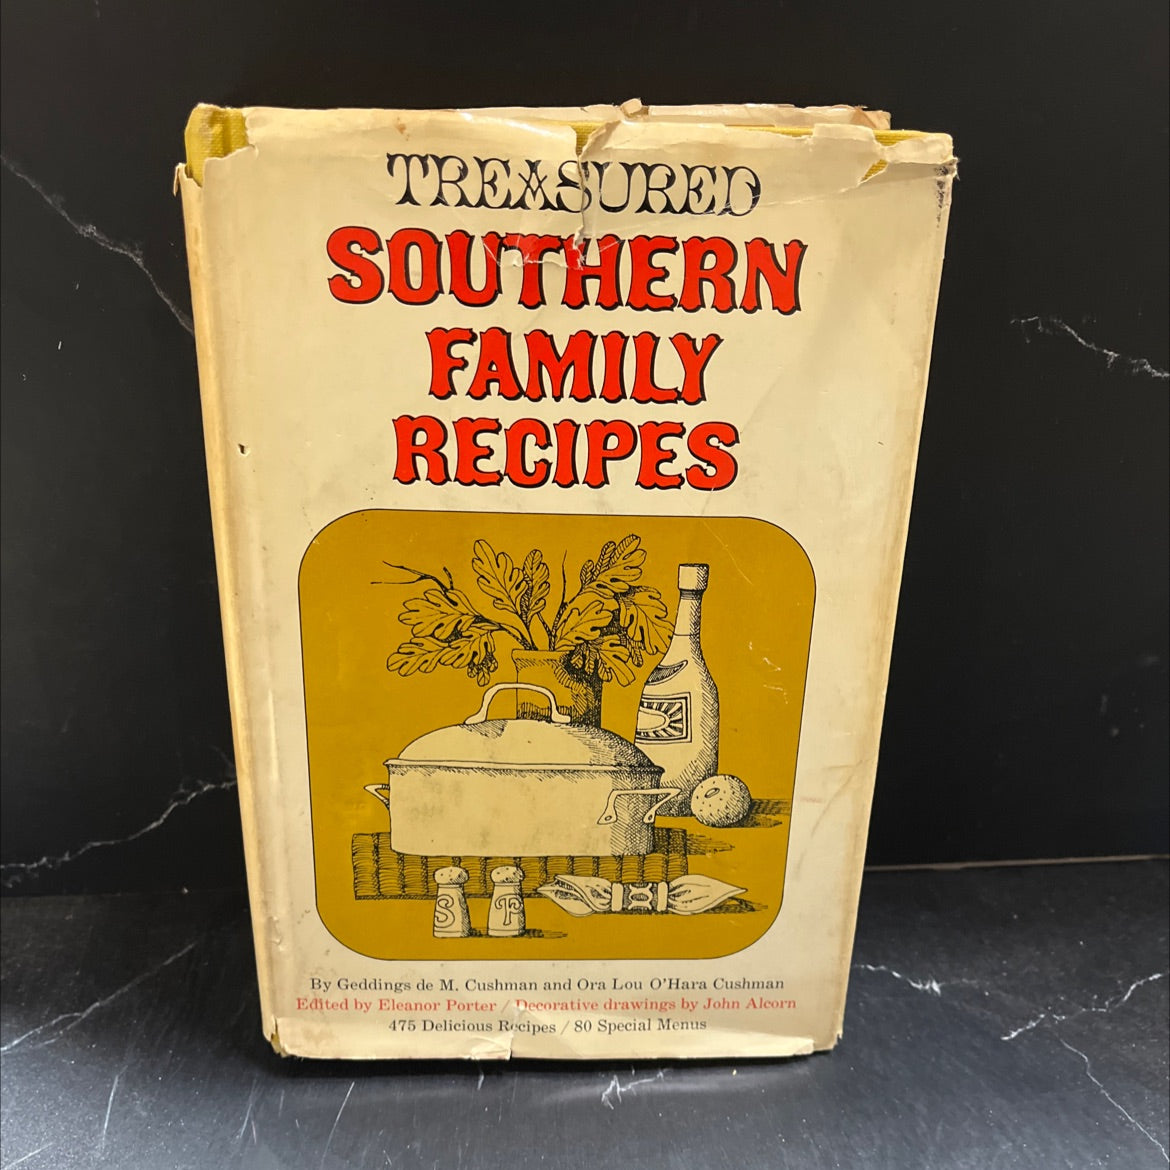 TREASURED
SOUTHERN
FAMILY
RECIPES
S P
By Geddings de M. Cushman and Ora Lou O'Hara Cushman
Edited by Eleanor Porter / Decorative drawings by John Alcorn
475 Delicious Recipes / 80 Special Menus